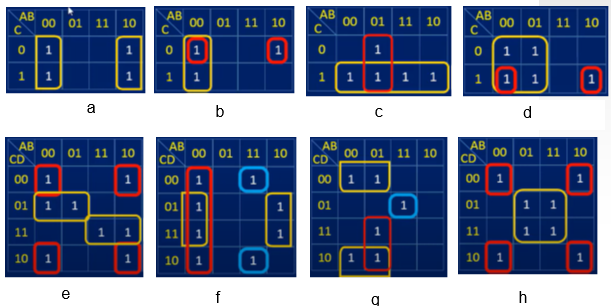 AB 00 01 11 10
C
0 1 1
1 1 1
a
AB 00 01 11 10
C
0 1 1
1 1
b
AB 00 01 11 10
C
0 1
1 1 1 1 1
c
AB 00 01 11 10
C
0 1 1
1 1 1 1
d
AB 00 01 11 10
CD
00 1 1
01 1 1
11 1 1
10 1 1
e
AB 00 01 11 10
CD
00 1 1
01 1 1
11 1 1
10 1 1
f
AB 00 01 11 10
CD
00 1 1
01 1
11 1
10 1 1
g
AB 00 01 11 10
CD
00 1 1
01 1 1
11 1 1
10 1 1
h